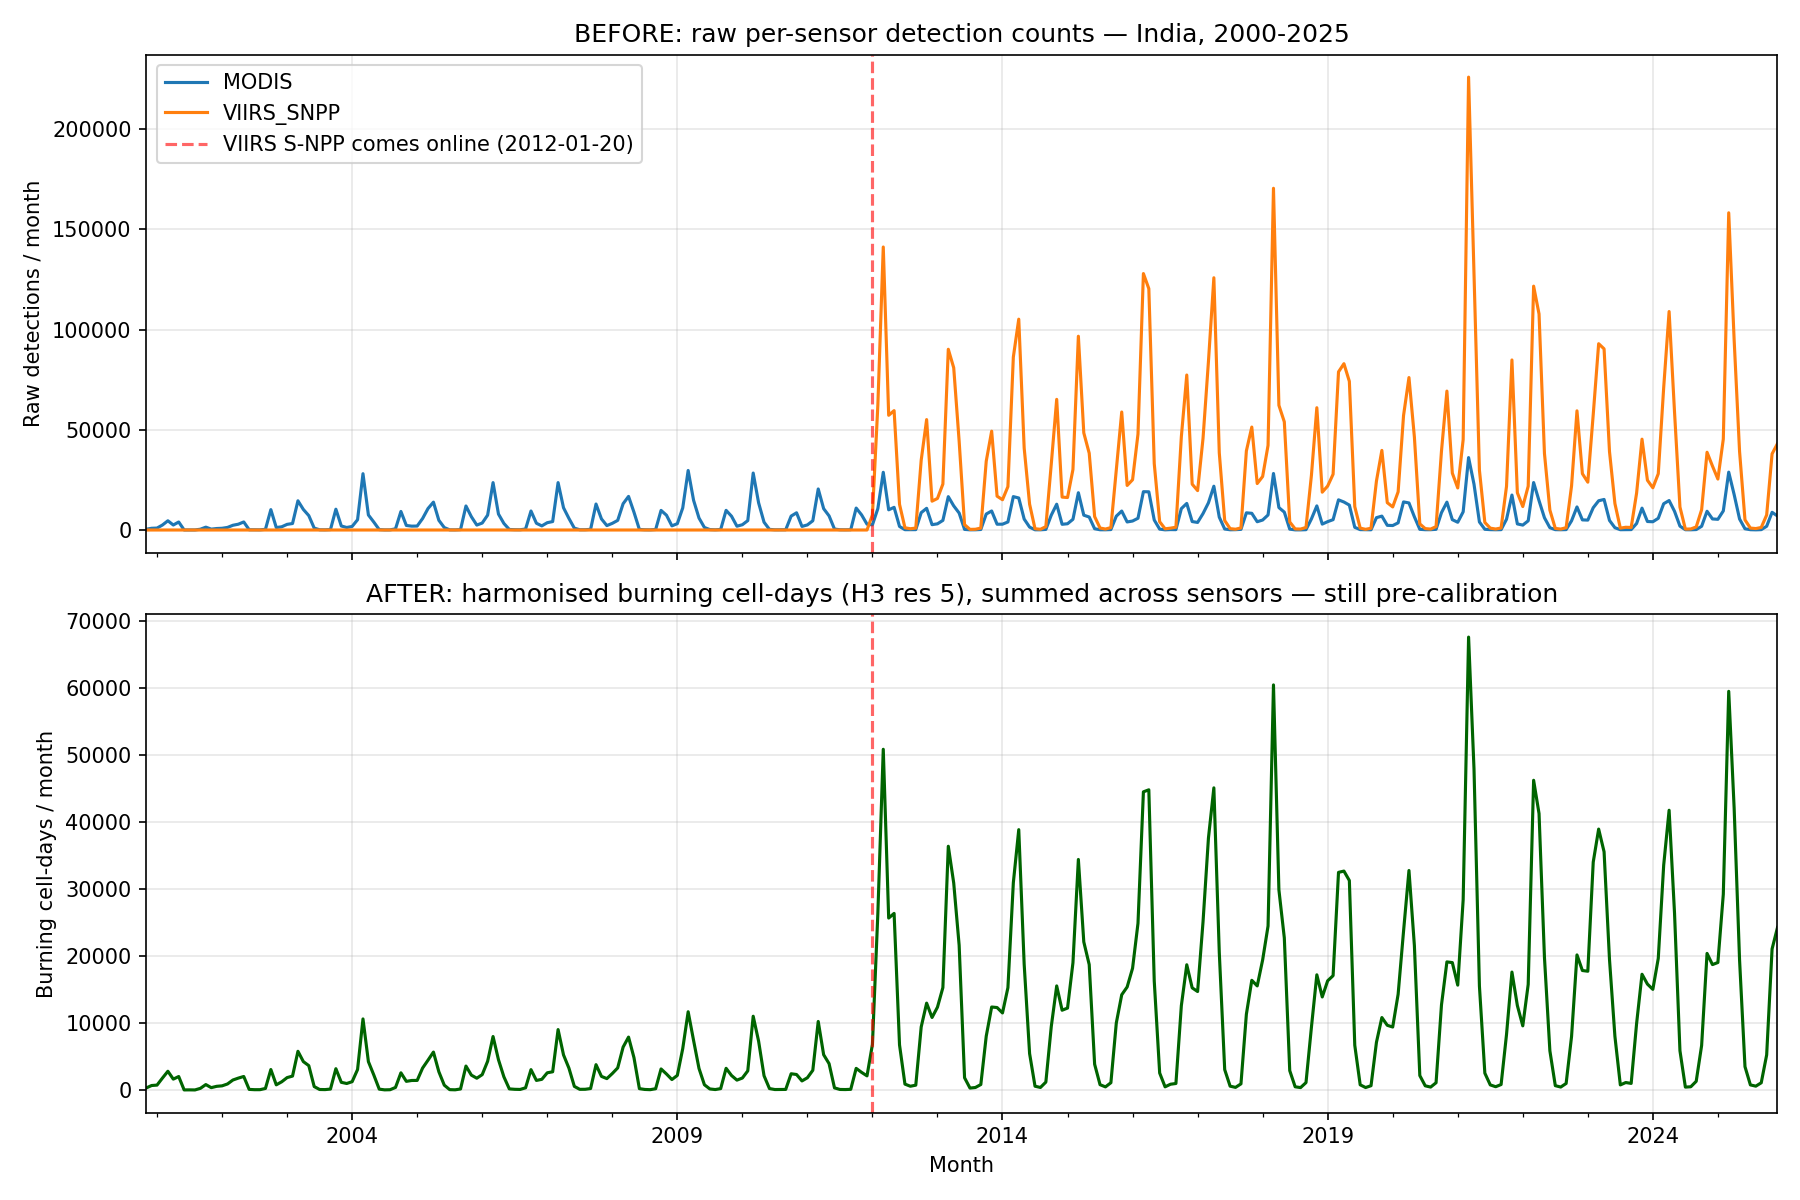 BEFORE: raw per-sensor detection counts — India, 2000-2025
MODIS
VIIRS_SNPP
VIIRS S-NPP comes online (2012-01-20)
Raw detections / month
200000
150000
100000
50000
0
AFTER: harmonised burning cell-days (H3 res 5), summed across sensors — still pre-calibration
Burning cell-days / month
70000
60000
50000
40000
30000
20000
10000
0
2004 2009 2014 2019 2024
Month